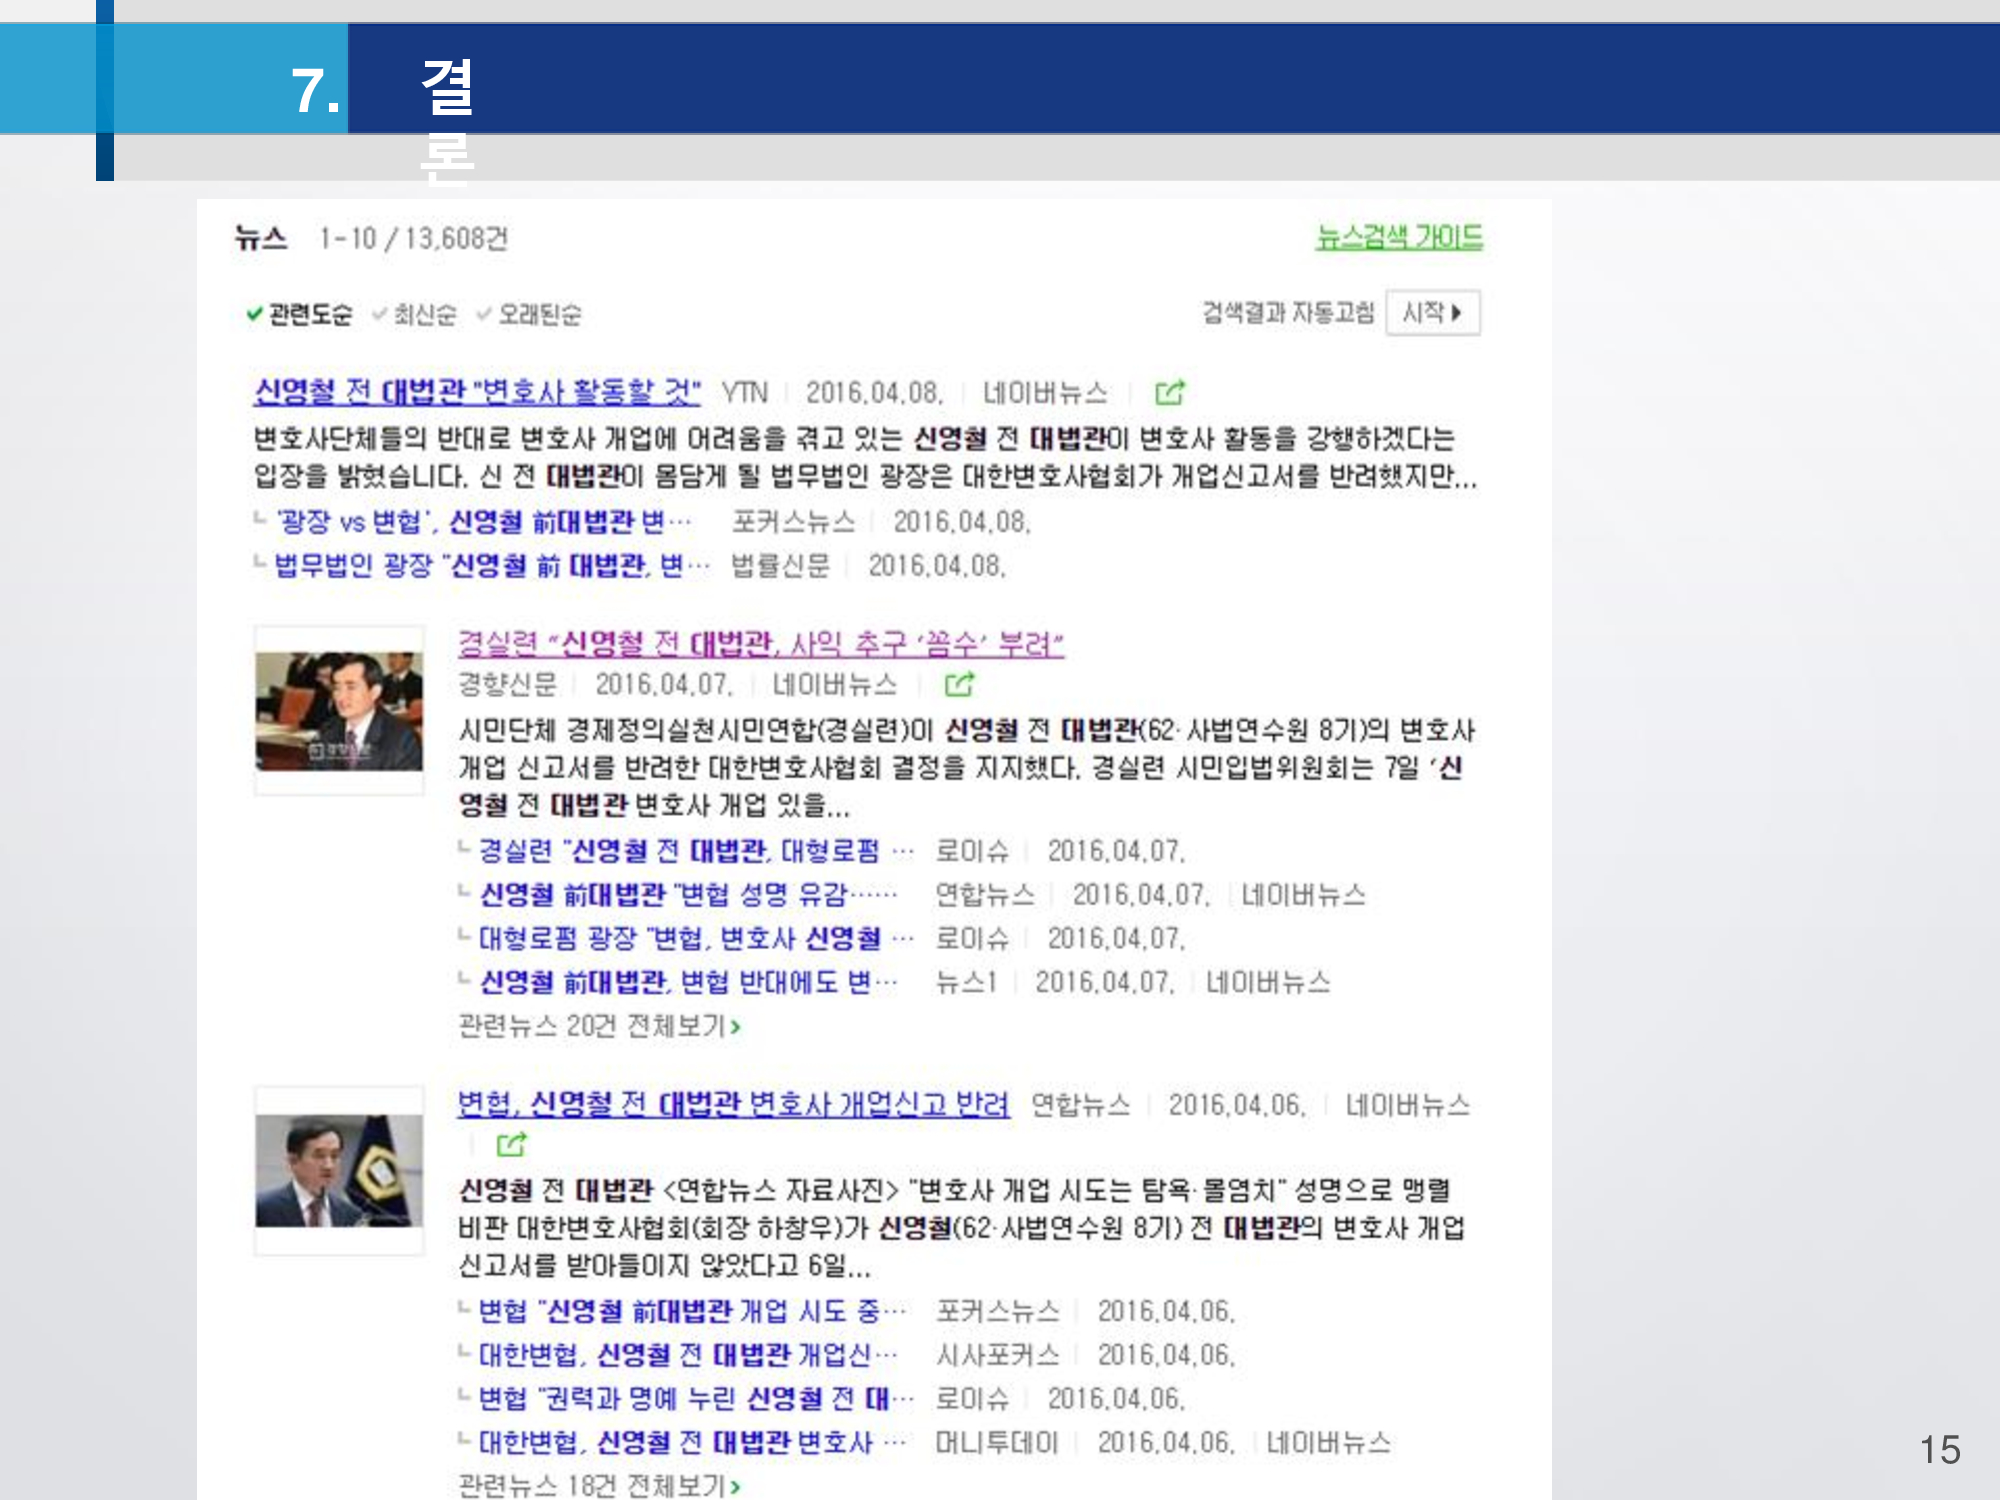 7.
결
론
뉴스 1-10 / 13,608건
뉴스검색 가이드
관련도순 최신순 오래된순
검색결과 자동고침 시작
신영철 전 대법관 "변호사 활동할 것" YTN 2016.04.08. 네이버뉴스
변호사단체들의 반대로 변호사 개업에 어려움을 겪고 있는 신영철 전 대법관이 변호사 활동을 강행하겠다는
입장을 밝혔습니다. 신 전 대법관이 몸담게 될 법무법인 광장은 대한변호사협회가 개업신고서를 반려했지만...
'광장 vs 변협', 신영철 前대법관 변… 포커스뉴스 2016.04.08.
법무법인 광장 "신영철 前 대법관, 변… 법률신문 2016.04.08.
경실련 "신영철 전 대법관, 사익 추구 '꼼수' 부려"
경향신문 2016.04.07. 네이버뉴스
시민단체 경제정의실천시민연합(경실련)이 신영철 전 대법관(62·사법연수원 8기)의 변호사
개업 신고서를 반려한 대한변호사협회 결정을 지지했다. 경실련 시민입법위원회는 7일 '신
영철 전 대법관 변호사 개업 있을...
경실련 "신영철 전 대법관, 대형로펌 … 로이슈 2016.04.07.
신영철 前대법관 "변협 성명 유감…… 연합뉴스 2016.04.07. 네이버뉴스
대형로펌 광장 "변협, 변호사 신영철 … 로이슈 2016.04.07.
신영철 前대법관, 변협 반대에도 변… 뉴스1 2016.04.07. 네이버뉴스
관련뉴스 20건 전체보기
변협, 신영철 전 대법관 변호사 개업신고 반려 연합뉴스 2016.04.06. 네이버뉴스
신영철 전 대법관 <연합뉴스 자료사진> "변호사 개업 시도는 탐욕·몰염치" 성명으로 맹렬
비판 대한변호사협회(회장 하창우)가 신영철(62·사법연수원 8기) 전 대법관의 변호사 개업
신고서를 받아들이지 않았다고 6일...
변협 "신영철 前대법관 개업 시도 중… 포커스뉴스 2016.04.06.
대한변협, 신영철 전 대법관 개업신… 시사포커스 2016.04.06.
변협 "권력과 명예 누린 신영철 전 대… 로이슈 2016.04.06.
대한변협, 신영철 전 대법관 변호사 … 머니투데이 2016.04.06. 네이버뉴스
관련뉴스 18건 전체보기
15